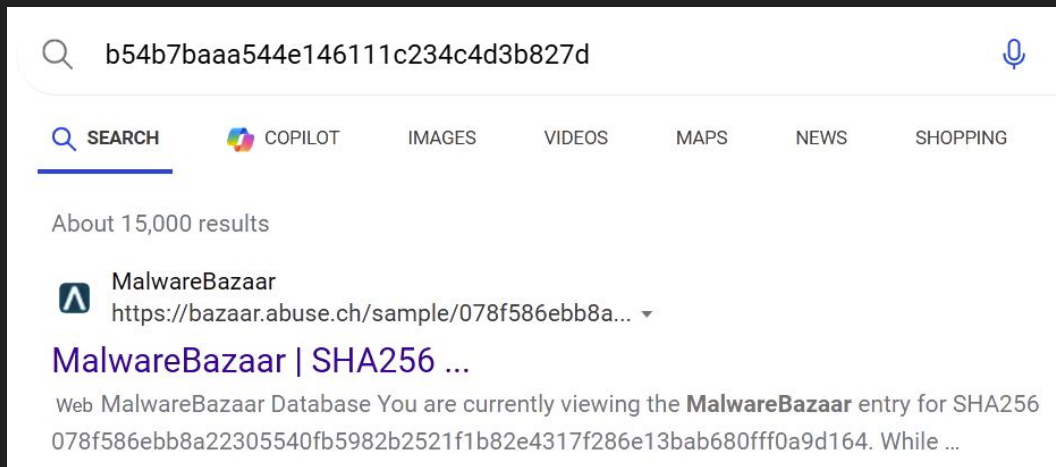 b54b7baaa544e146111c234c4d3b827d
SEARCH COPILOT IMAGES VIDEOS MAPS NEWS SHOPPING
About 15,000 results
MalwareBazaar
https://bazaar.abuse.ch/sample/078f586ebb8a...
MalwareBazaar | SHA256 ...
Web MalwareBazaar Database You are currently viewing the MalwareBazaar entry for SHA256
078f586ebb8a22305540fb5982b2521f1b82e4317f286e13bab680fff0a9d164. While ...